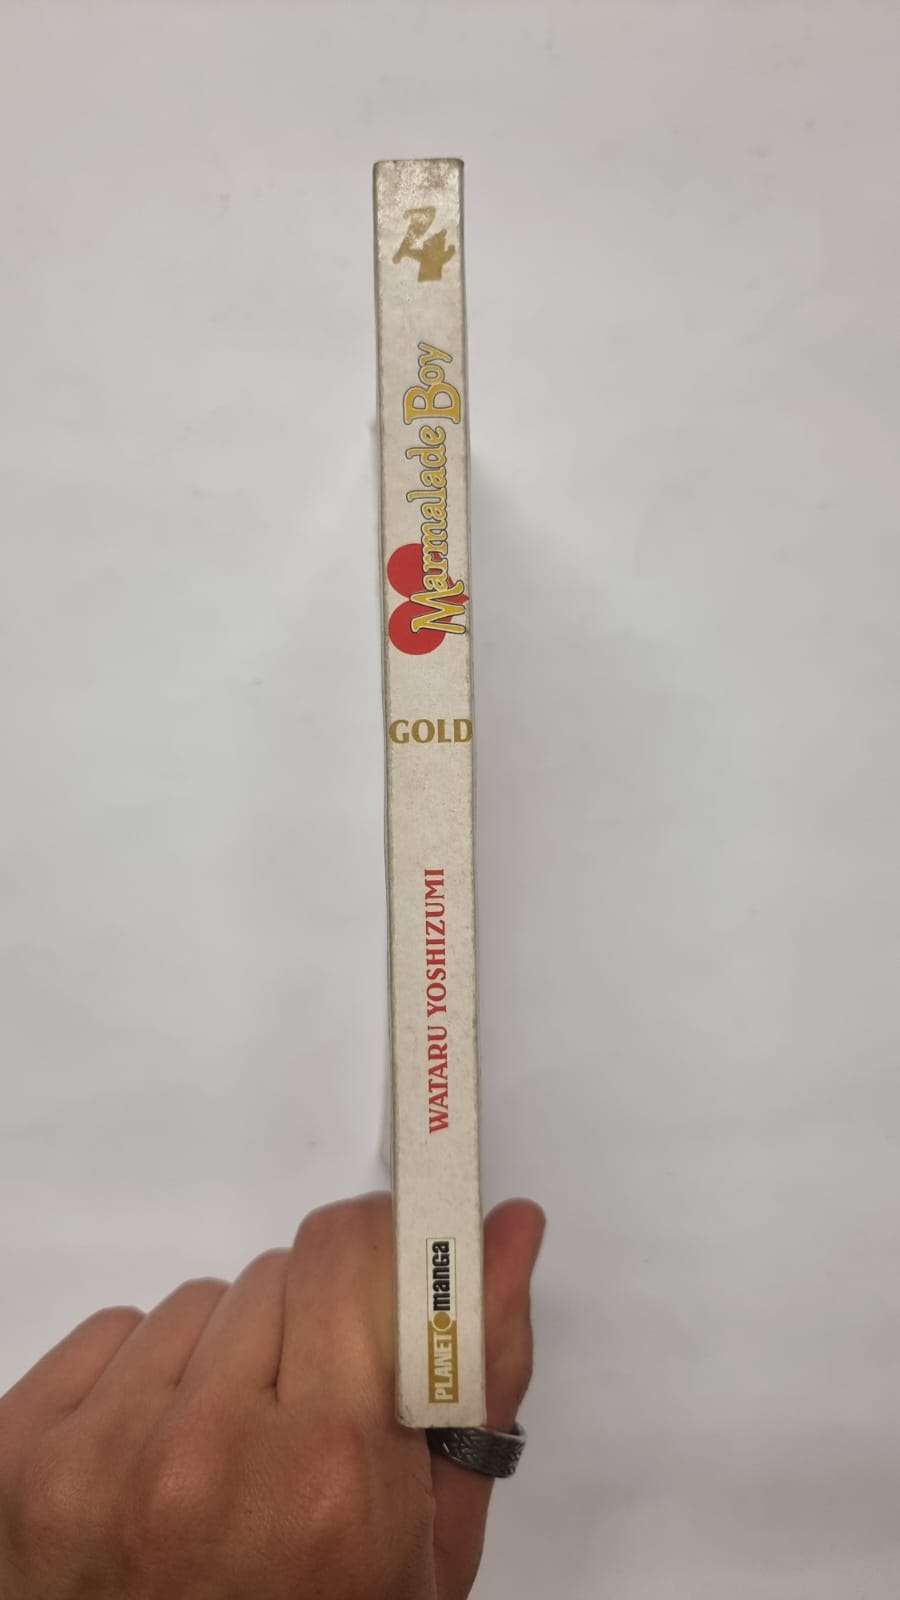 4
Marmalade Boy
GOLD
WATARU YOSHIZUMI
PLANET manga